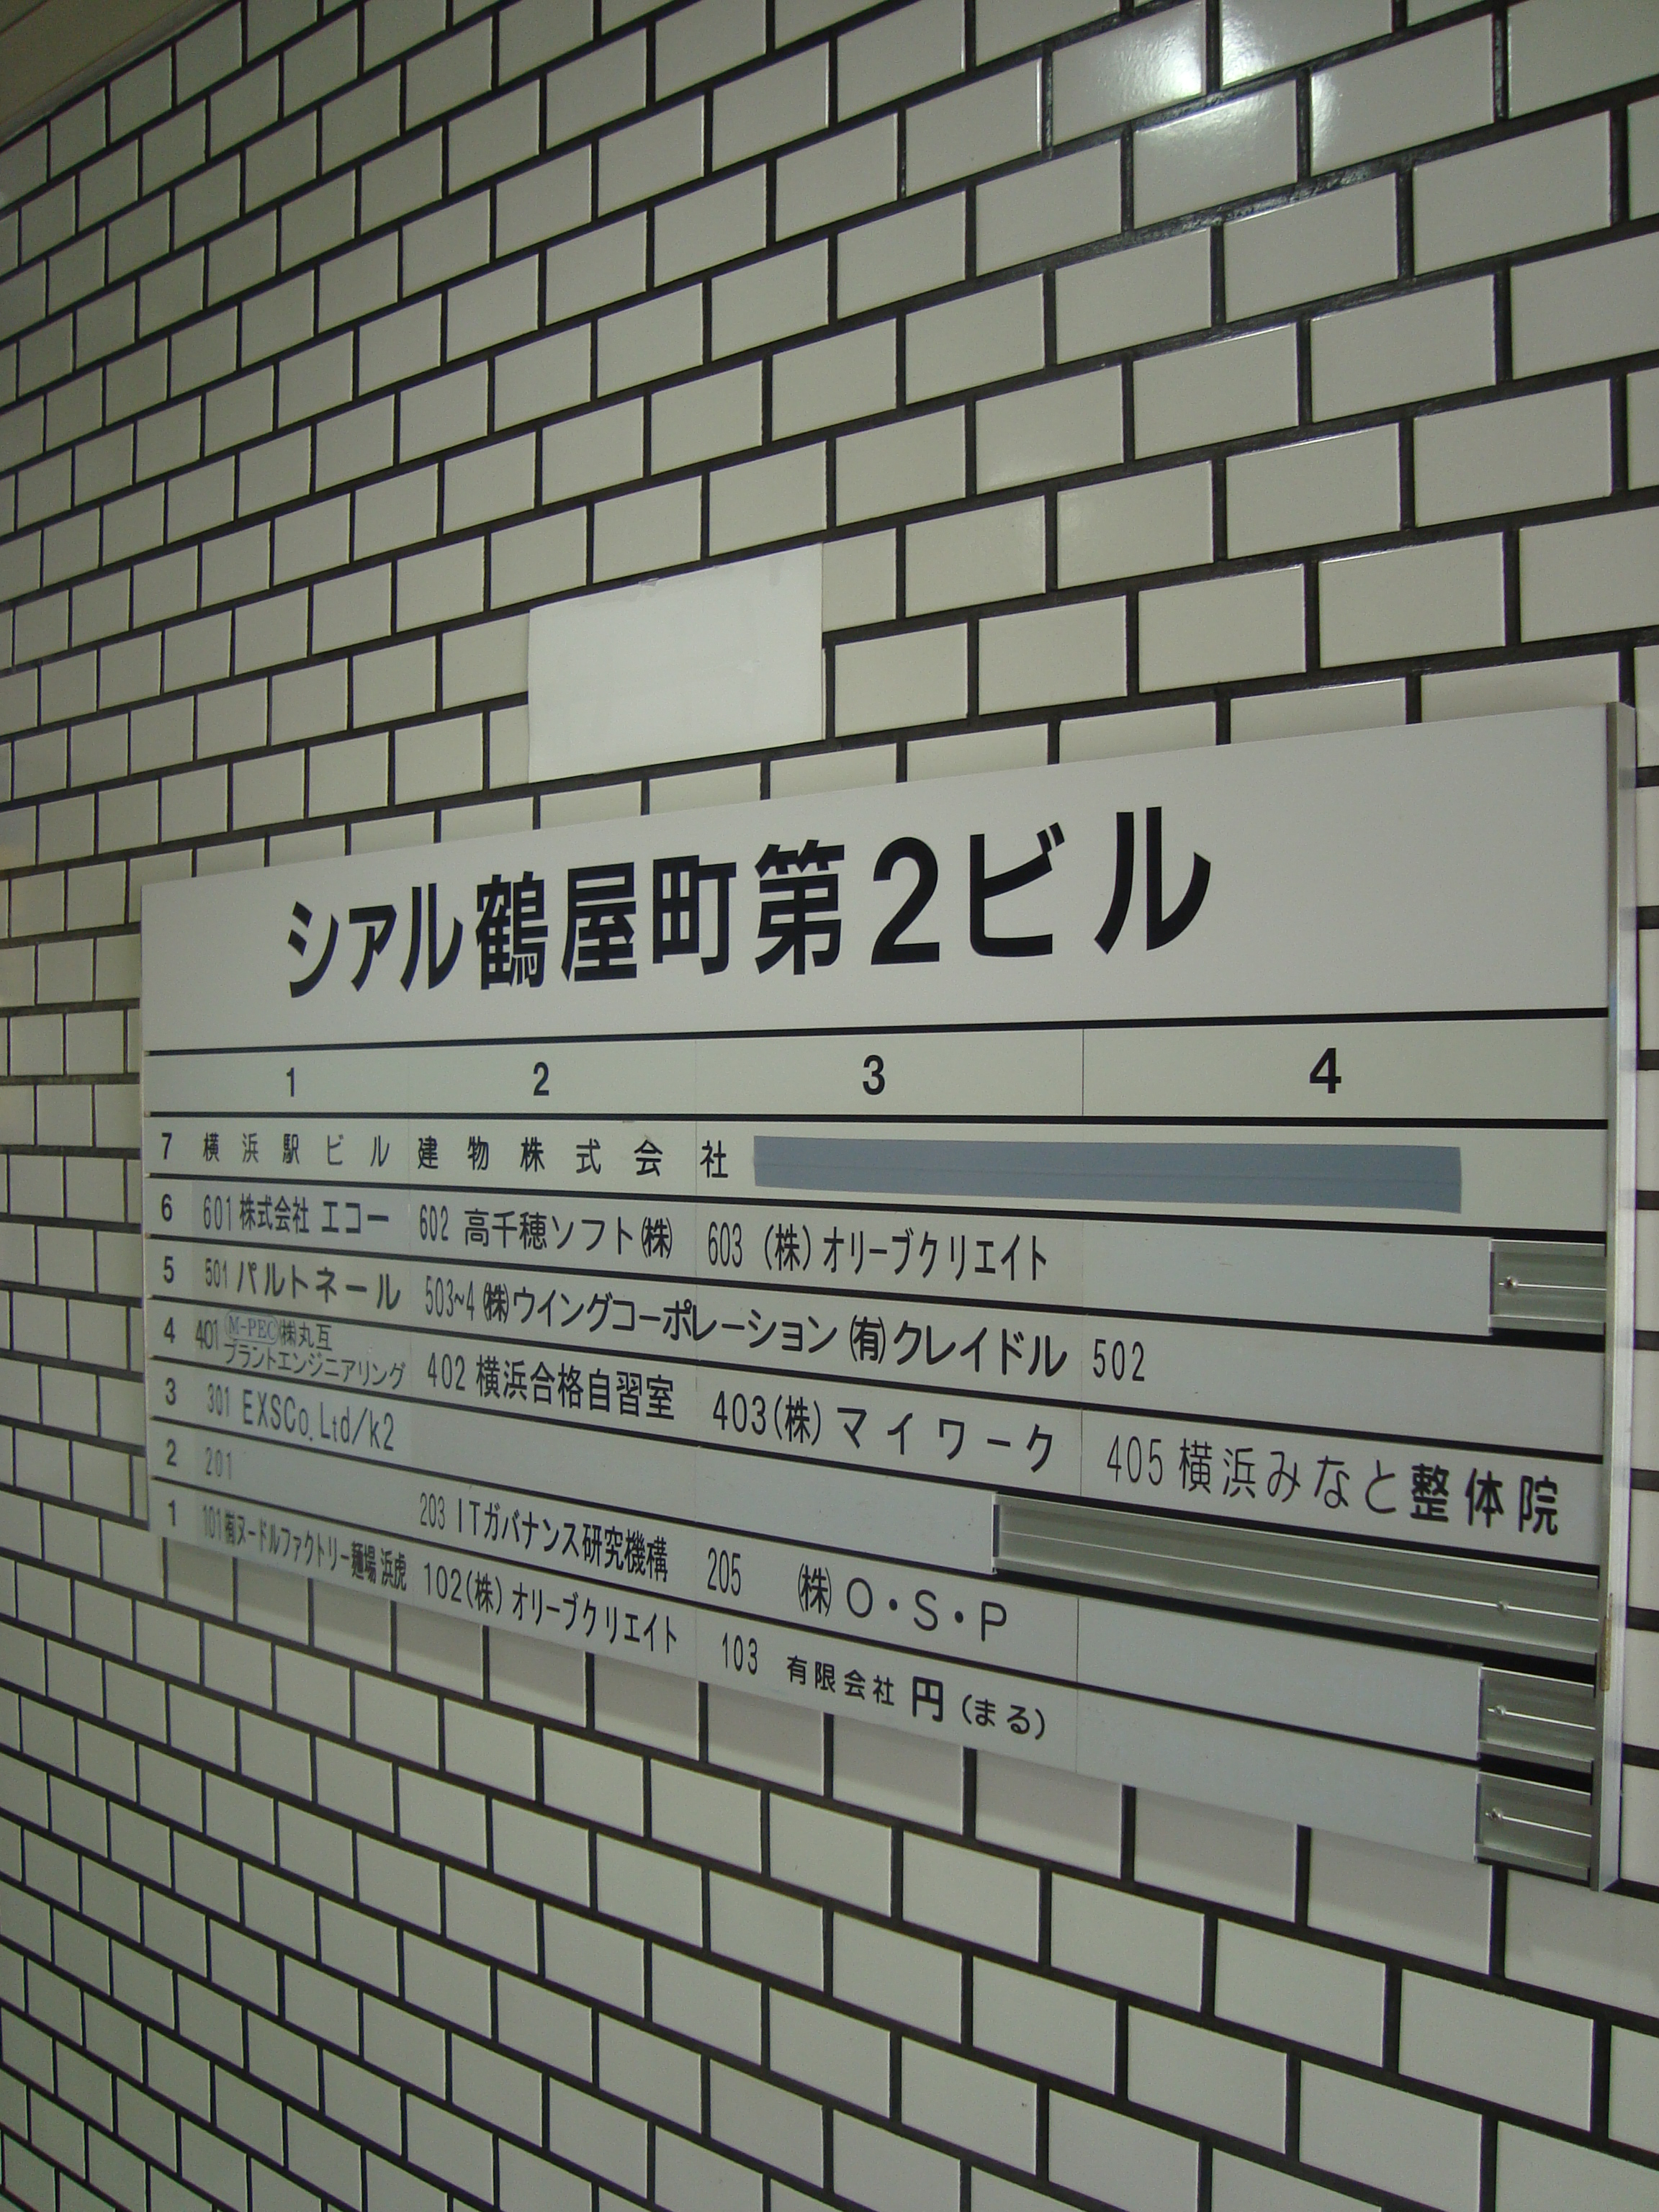 シアル鶴屋町第2ビル
1 2 3 4
7 横浜駅ビル建物株式会社
6 601 株式会社 エコー 602 高千穂ソフト㈱ 603 (株)オリーブクリエイト
5 501 パルトネール 503~4 ㈱ウイングコーポレーション ㈲クレイドル 502
4 401 M-PEC ㈱丸互
プラントエンジニアリング 402 横浜合格自習室 403(株)マイワーク 405 横浜みなと整体院
3 301 EXSCo.Ltd/k2
2 201 203 ITガバナンス研究機構 205 ㈱O・S・P
1 101 ㈲ヌードルファクトリー麺場 浜虎 102(株)オリーブクリエイト 103 有限会社 円(まる)